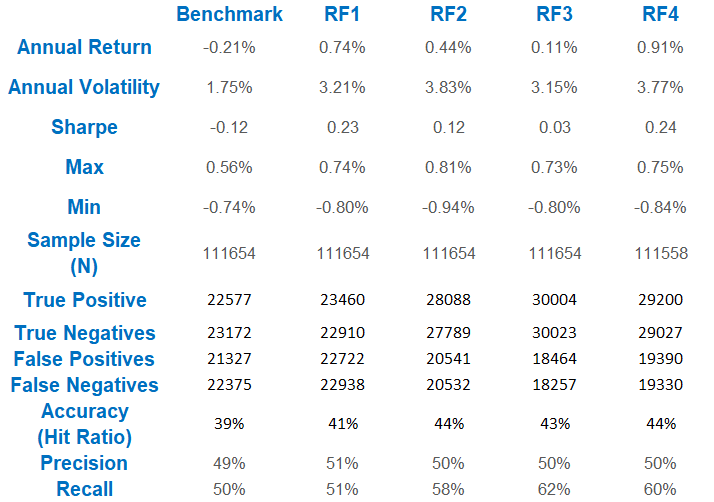 Benchmark RF1 RF2 RF3 RF4
Annual Return -0.21% 0.74% 0.44% 0.11% 0.91%
Annual Volatility 1.75% 3.21% 3.83% 3.15% 3.77%
Sharpe -0.12 0.23 0.12 0.03 0.24
Max 0.56% 0.74% 0.81% 0.73% 0.75%
Min -0.74% -0.80% -0.94% -0.80% -0.84%
Sample Size
(N) 111654 111654 111654 111654 111558
True Positive 22577 23460 28088 30004 29200
True Negatives 23172 22910 27789 30023 29027
False Positives 21327 22722 20541 18464 19390
False Negatives 22375 22938 20532 18257 19330
Accuracy
(Hit Ratio) 39% 41% 44% 43% 44%
Precision 49% 51% 50% 50% 50%
Recall 50% 51% 58% 62% 60%